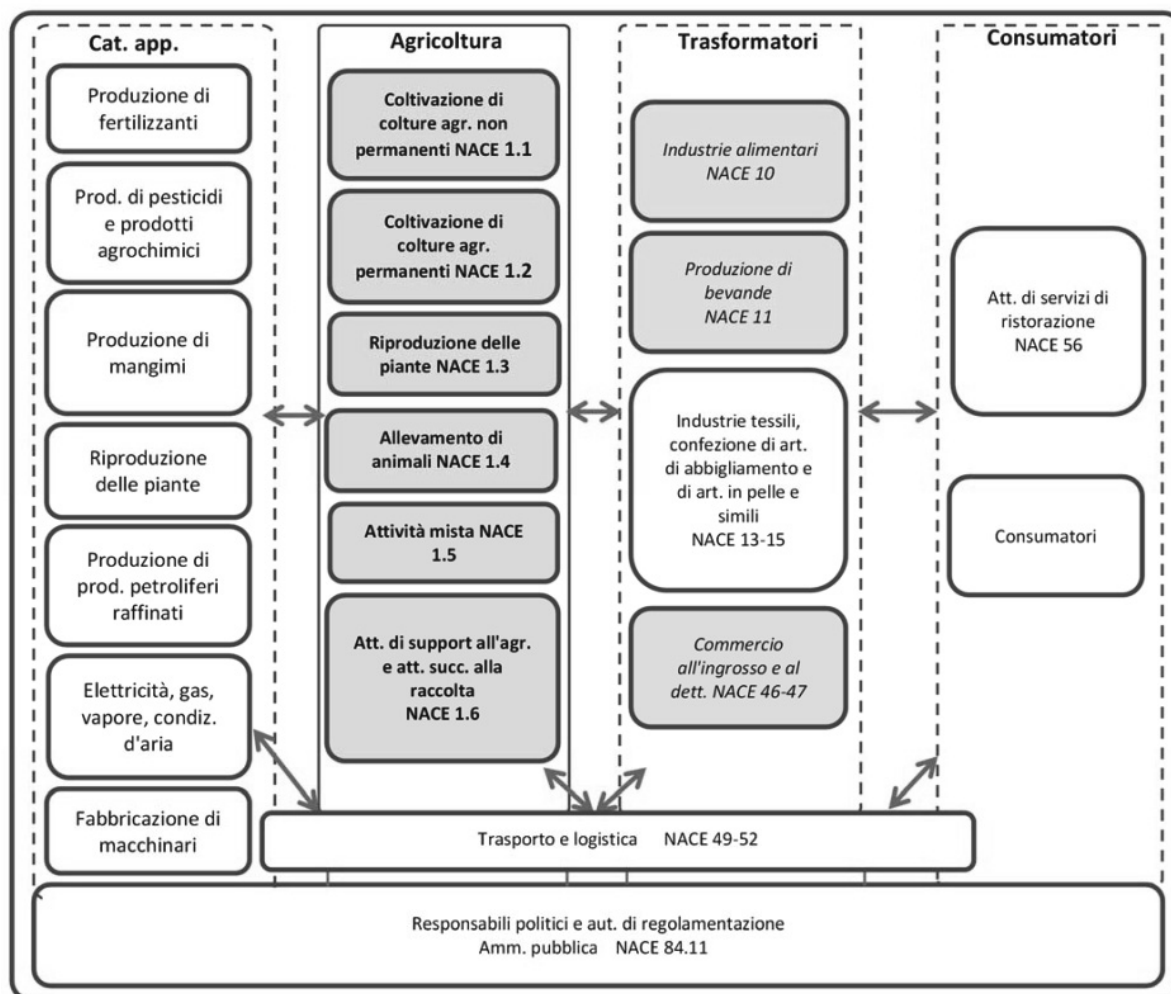 Cat. app.
Produzione di
fertilizzanti
Prod. di pesticidi
e prodotti
agrochimici
Produzione di
mangimi
Riproduzione
delle piante
Produzione di
prod. petroliferi
raffinati
Elettricità, gas,
vapore, condiz.
d'aria
Fabbricazione di
macchinari
Agricoltura
Coltivazione di
colture agr. non
permanenti NACE 1.1
Coltivazione di
colture agr.
permanenti NACE 1.2
Riproduzione delle
piante NACE 1.3
Allevamento di
animali NACE 1.4
Attività mista NACE
1.5
Att. di support all'agr.
e att. succ. alla
raccolta
NACE 1.6
Trasformatori
Industrie alimentari
NACE 10
Produzione di
bevande
NACE 11
Industrie tessili,
confezione di art.
di abbigliamento e
di art. in pelle e
simili
NACE 13-15
Commercio
all'ingrosso e al
dett. NACE 46-47
Consumatori
Att. di servizi di
ristorazione
NACE 56
Consumatori
Trasporto e logistica NACE 49-52
Responsabili politici e aut. di regolamentazione
Amm. pubblica NACE 84.11